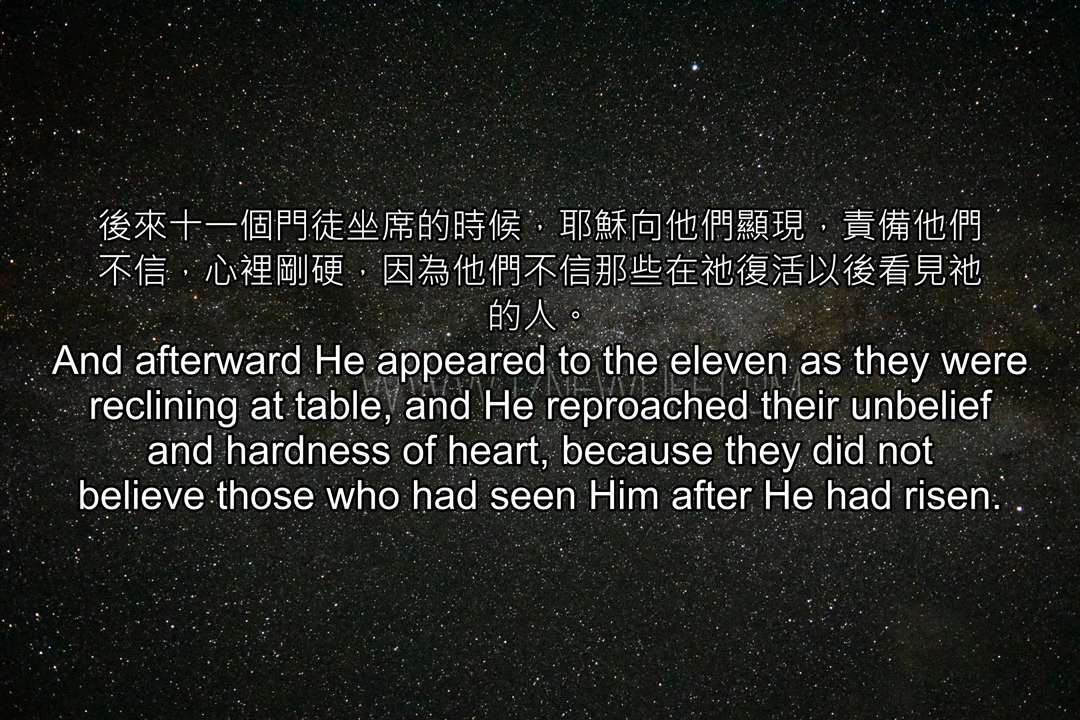 後來十一個門徒坐席的時候，耶穌向他們顯現，責備他們
不信，心裡剛硬，因為他們不信那些在祂復活以後看見祂
的人。
And afterward He appeared to the eleven as they were
reclining at table, and He reproached their unbelief
and hardness of heart, because they did not
believe those who had seen Him after He had risen.